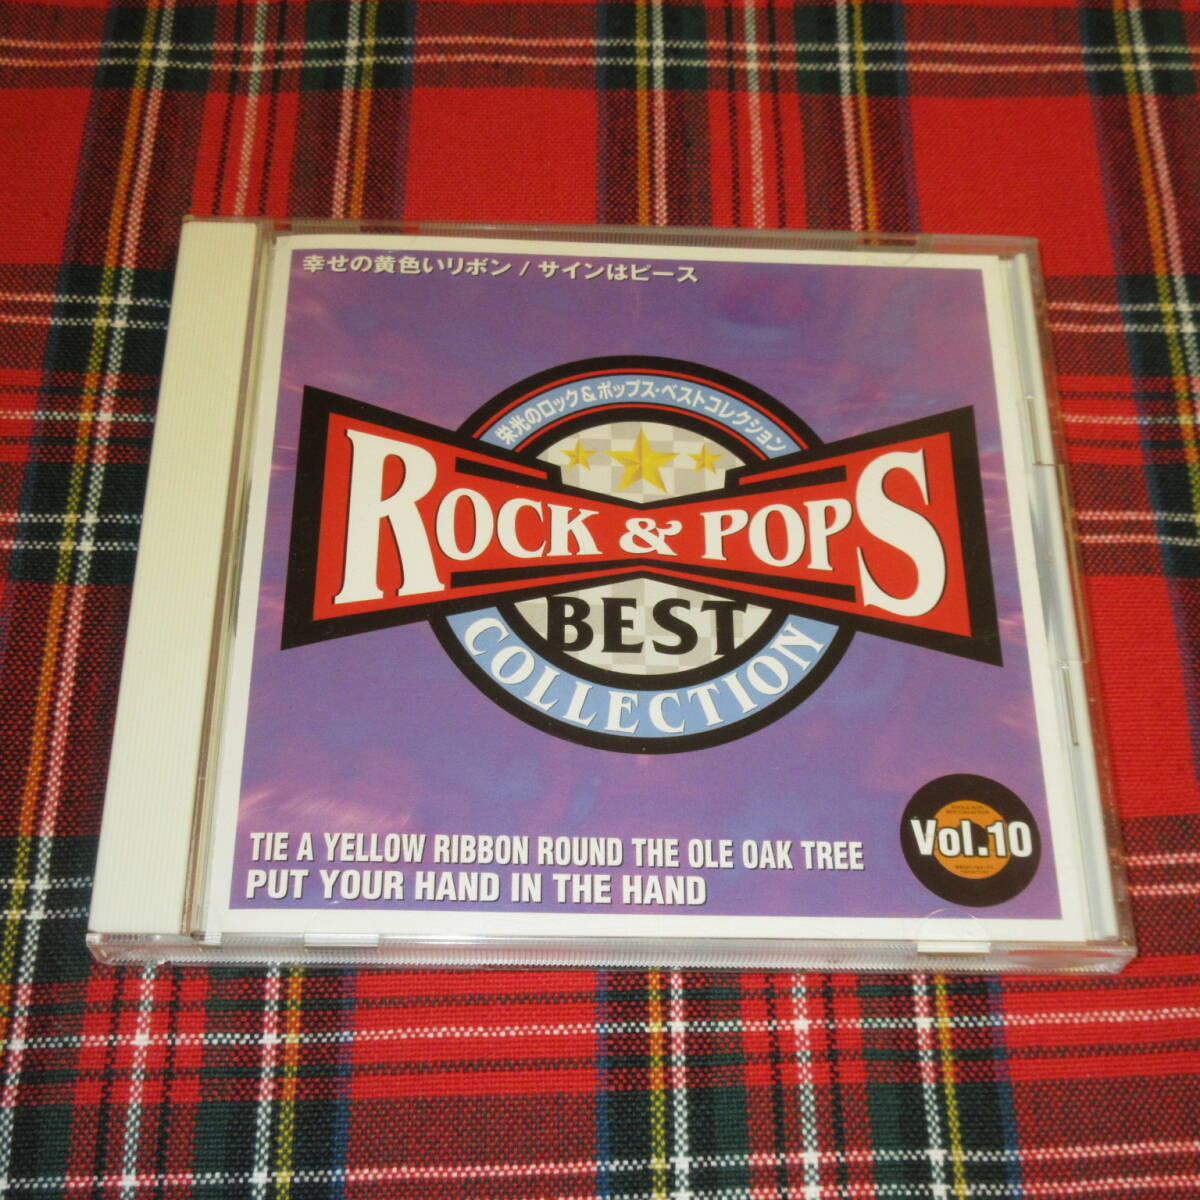 幸せの黄色いリボン / サインはピース
栄光のロック&ポップス・ベストコレクション
ROCK & POPS
BEST
COLLECTION
Vol.10
TIE A YELLOW RIBBON ROUND THE OLE OAK TREE
PUT YOUR HAND IN THE HAND